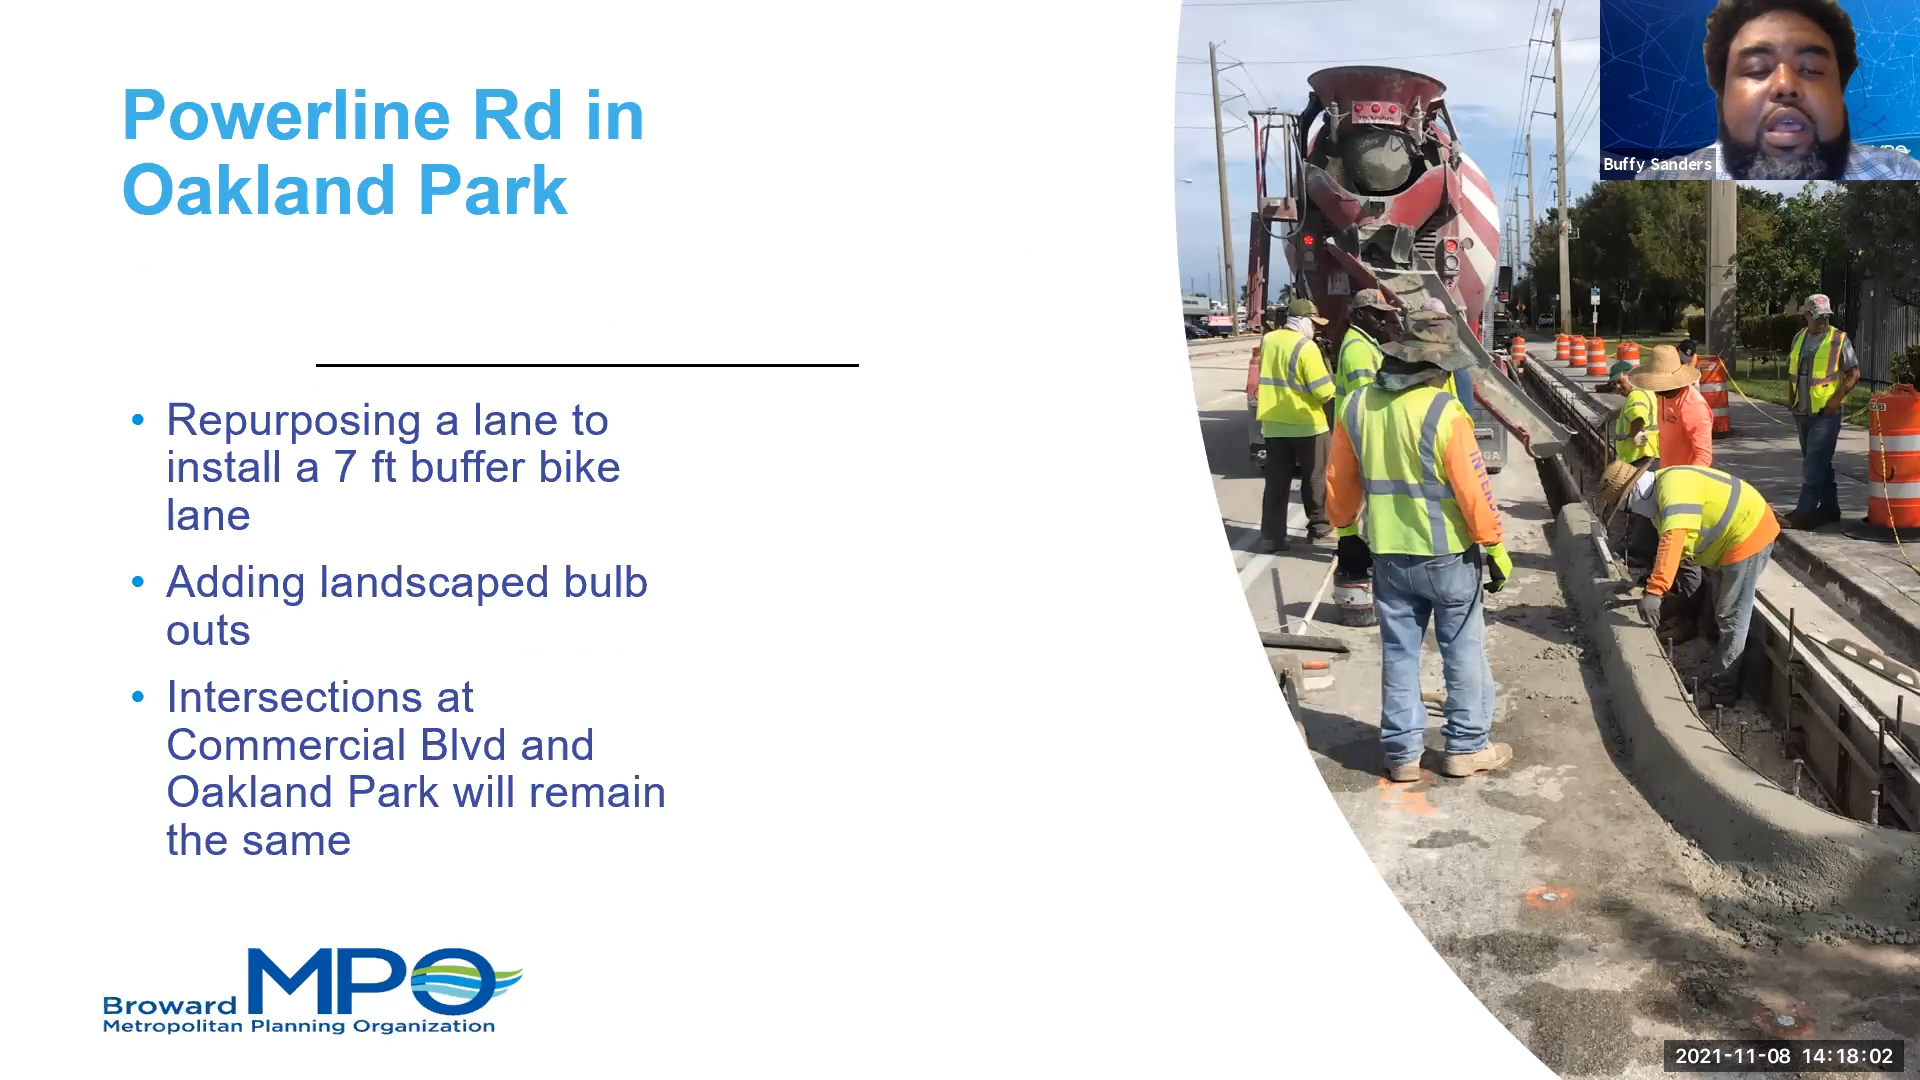 Powerline Rd in
Oakland Park
• Repurposing a lane to
install a 7 ft buffer bike
lane
• Adding landscaped bulb
outs
• Intersections at
Commercial Blvd and
Oakland Park will remain
the same
Broward MPO
Metropolitan Planning Organization
Buffy Sanders
2021-11-08 14:18:02